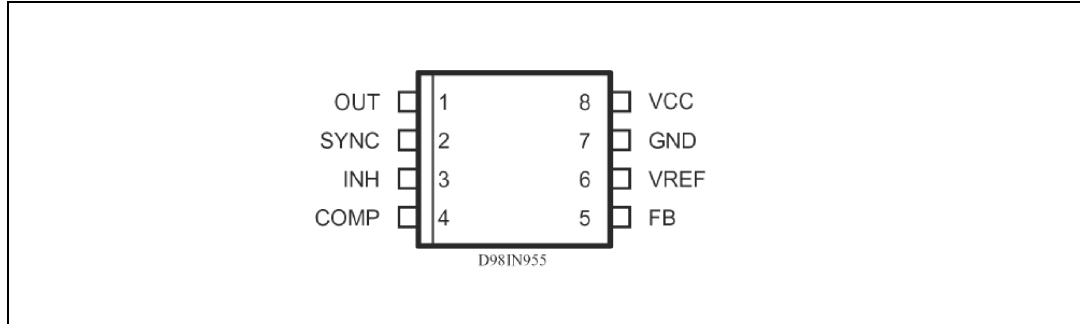 OUT 1 8 VCC
SYNC 2 7 GND
INH 3 6 VREF
COMP 4 5 FB
D98IN955